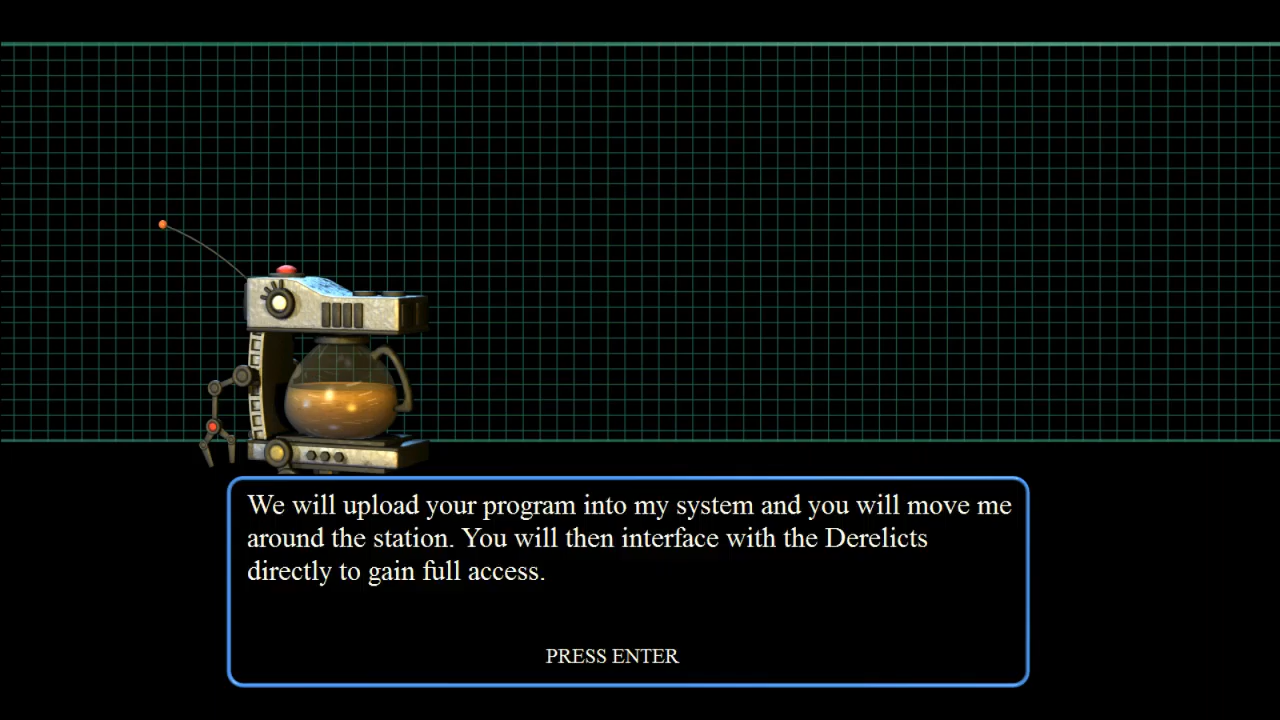 We will upload your program into my system and you will move me
around the station. You will then interface with the Derelicts
directly to gain full access.
PRESS ENTER